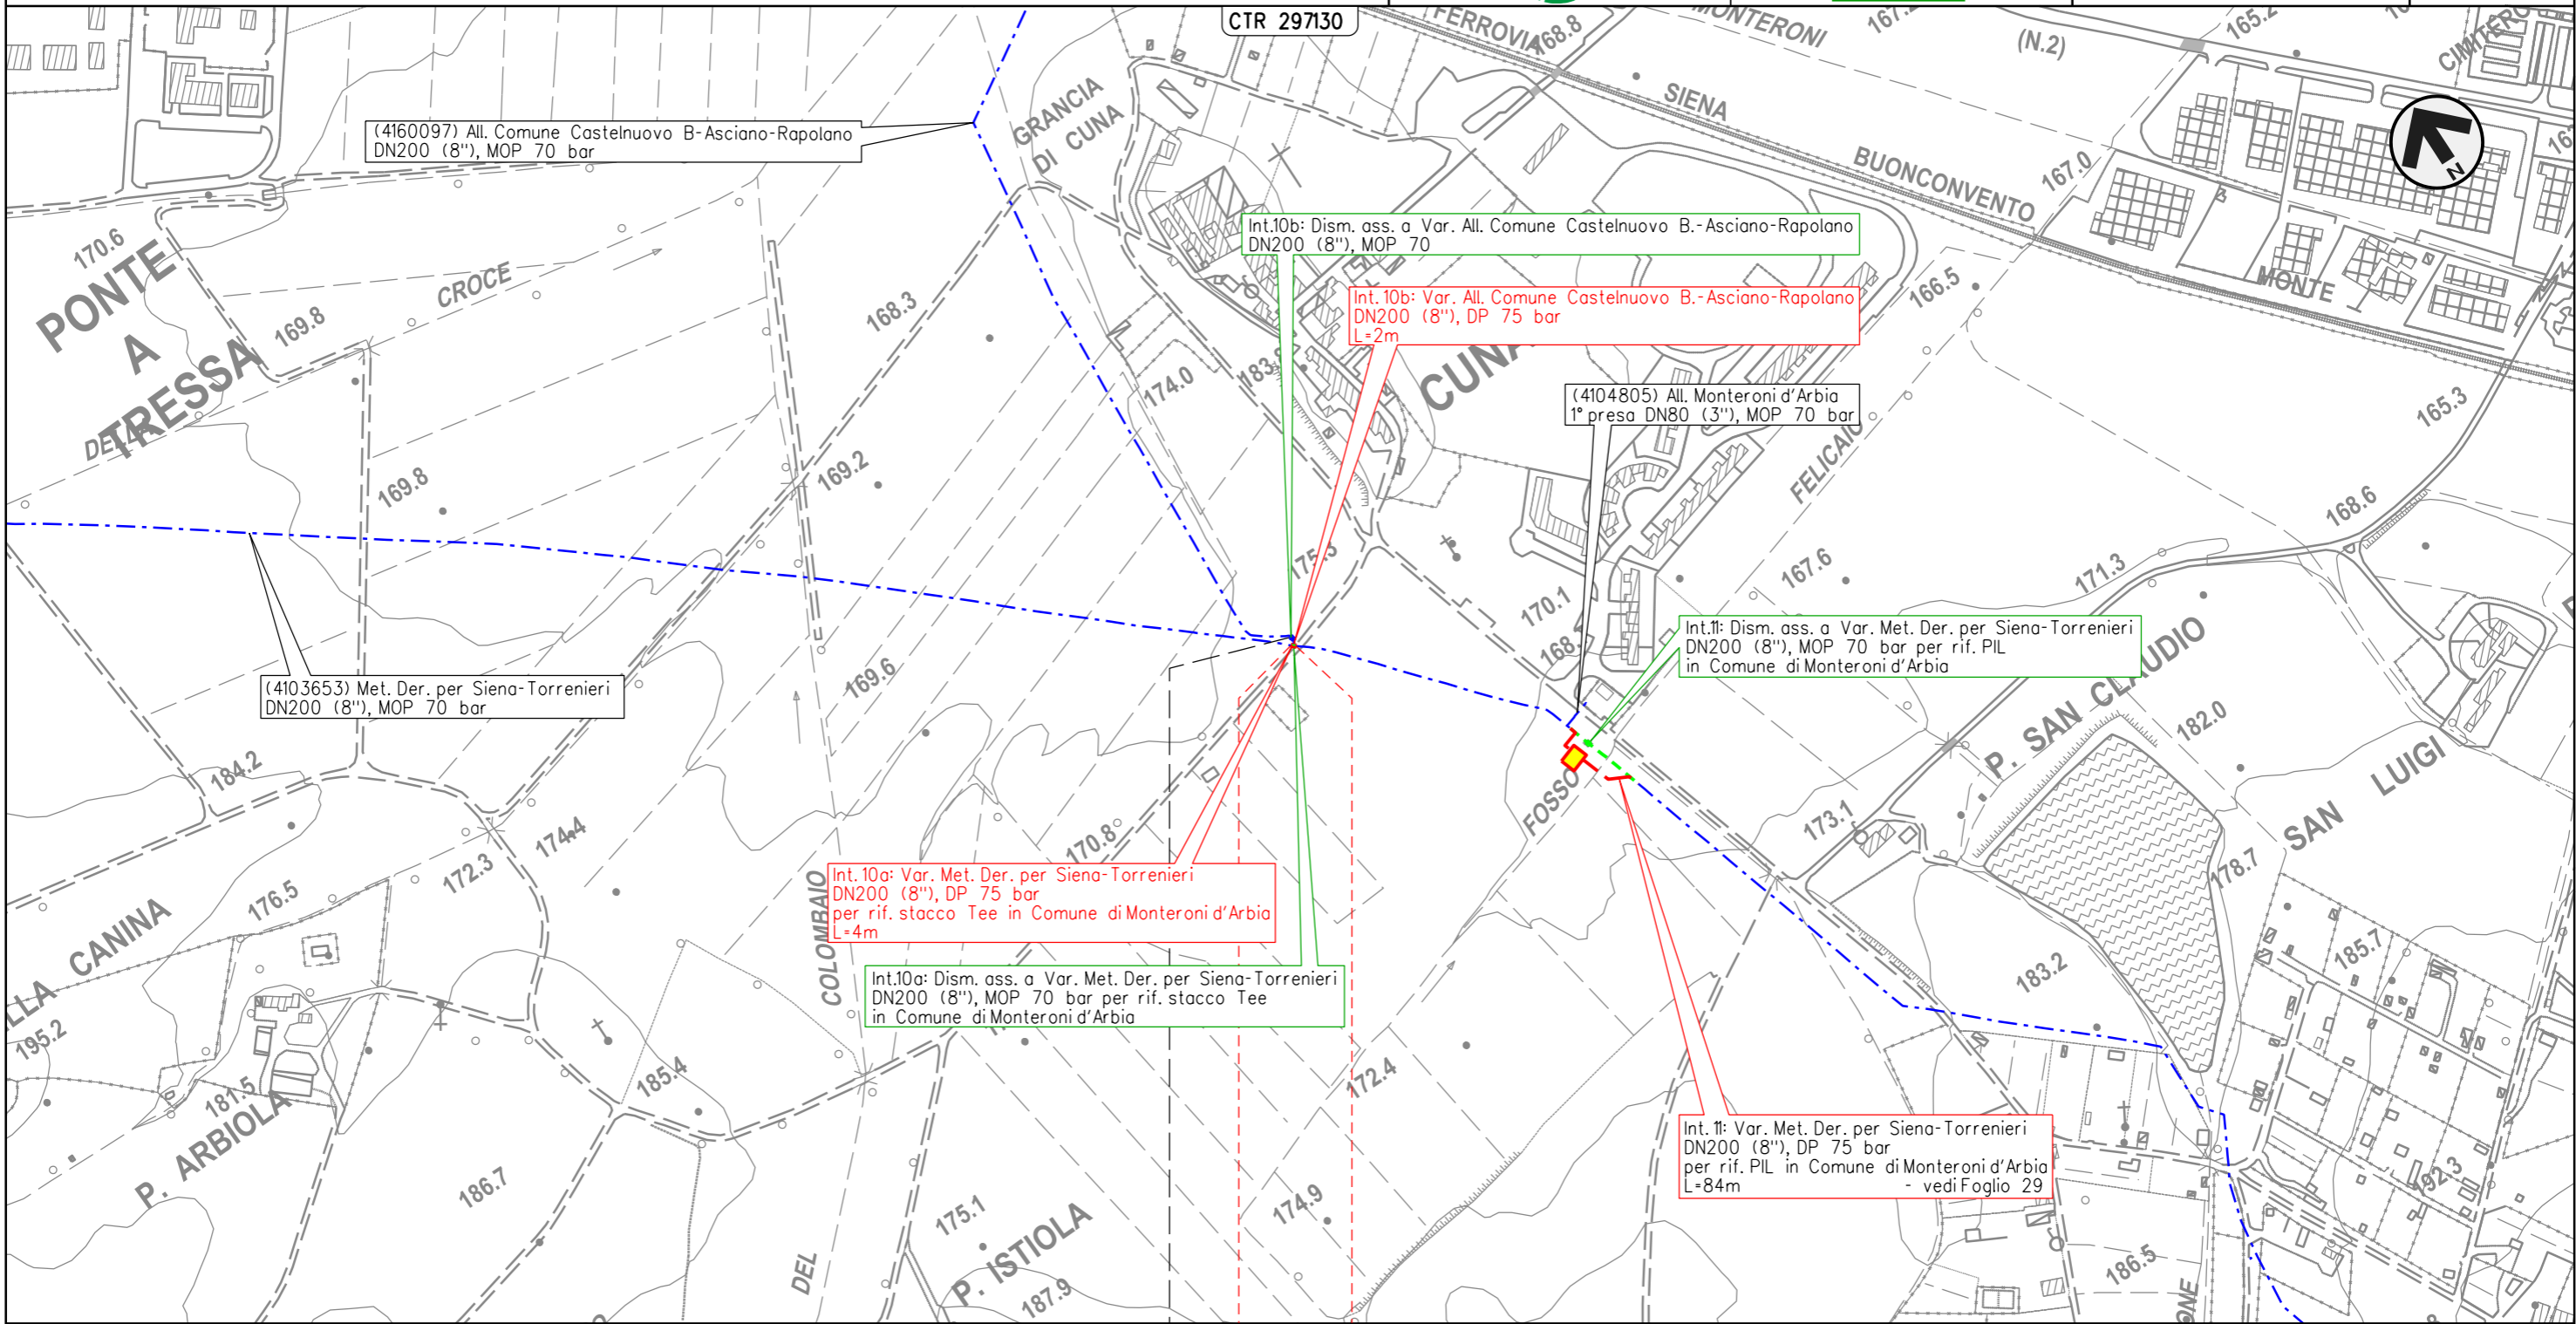 CTR 297130
FERROVIA
168.8
MONTERONI
(N.2)
165.2
CIMITERO
SIENA
BUONCONVENTO
167.0
MONTE
N
GRANCIA
DI CUNA
(4160097) All. Comune Castelnuovo B-Asciano-Rapolano
DN200 (8"), MOP 70 bar
170.6
PONTE
A
TRESSA
CROCE
169.8
168.3
Int.10b: Dism. ass. a Var. All. Comune Castelnuovo B.-Asciano-Rapolano
DN200 (8"), MOP 70
Int. 10b: Var. All. Comune Castelnuovo B.-Asciano-Rapolano
DN200 (8"), DP 75 bar
L=2m
166.5
174.0
183.
CUNA
(4104805) All. Monteroni d'Arbia
1° presa DN80 (3"), MOP 70 bar
165.3
FELICAIO
169.8
169.2
168.6
175.3
167.6
171.3
170.1
168.
Int.11: Dism. ass. a Var. Met. Der. per Siena-Torrenieri
DN200 (8"), MOP 70 bar per rif. PIL
in Comune di Monteroni d'Arbia
(4103653) Met. Der. per Siena-Torrenieri
DN200 (8"), MOP 70 bar
169.6
P. SAN CLAUDIO
182.0
SAN LUIGI
184.2
FOSSO
173.1
174.4
170.8
172.3
178.7
176.5
Int. 10a: Var. Met. Der. per Siena-Torrenieri
DN200 (8"), DP 75 bar
per rif. stacco Tee in Comune di Monteroni d'Arbia
L=4m
COLOMBAIO
CANINA
195.2
Int.10a: Dism. ass. a Var. Met. Der. per Siena-Torrenieri
DN200 (8"), MOP 70 bar per rif. stacco Tee
in Comune di Monteroni d'Arbia
183.2
185.7
181.5
P. ARBIOLA
185.4
172.4
Int. 11: Var. Met. Der. per Siena-Torrenieri
DN200 (8"), DP 75 bar
per rif. PIL in Comune di Monteroni d'Arbia
L=84m - vedi Foglio 29
186.7
175.1
174.9
192.3
P. ISTIOLA
187.9
DEL
186.5